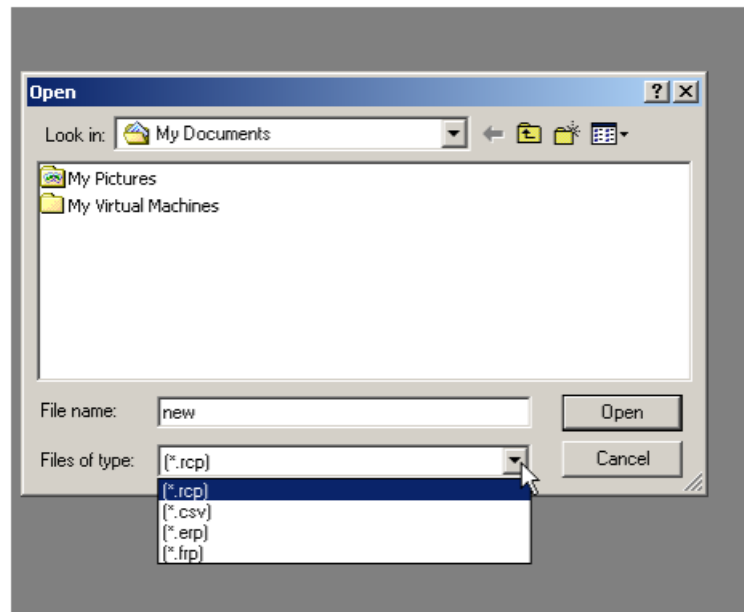 Open
Look in: My Documents
My Pictures
My Virtual Machines
File name: new Open
Files of type: (*.rcp) Cancel
(*.rcp)
(*.csv)
(*.erp)
(*.frp)